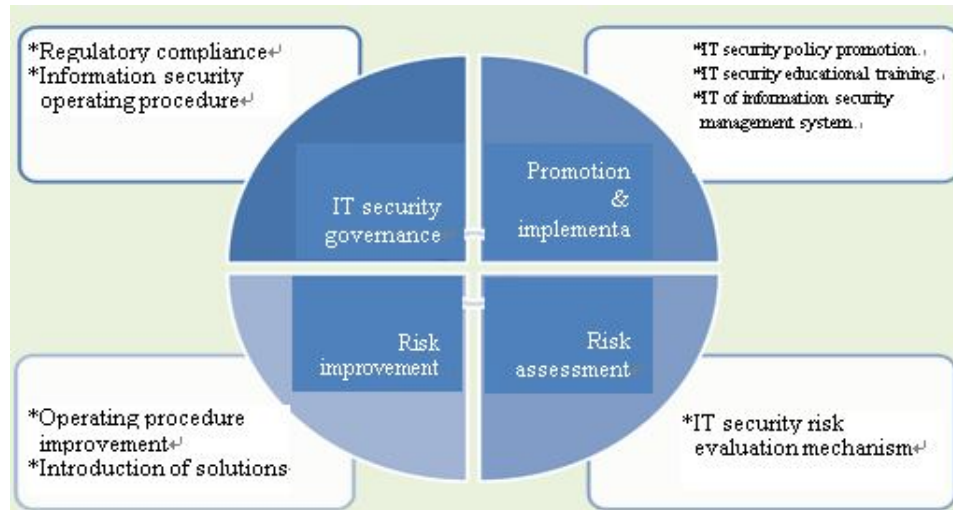 *Regulatory compliance↵
*Information security
operating procedure↵
*IT security policy promotion.↓
*IT security educational training.↓
*IT of information security
management system.↓
IT security
governance
Promotion
&
implementa
Risk
improvement
Risk
assessment
*Operating procedure
improvement↵
*Introduction of solutions
*IT security risk
evaluation mechanism↵